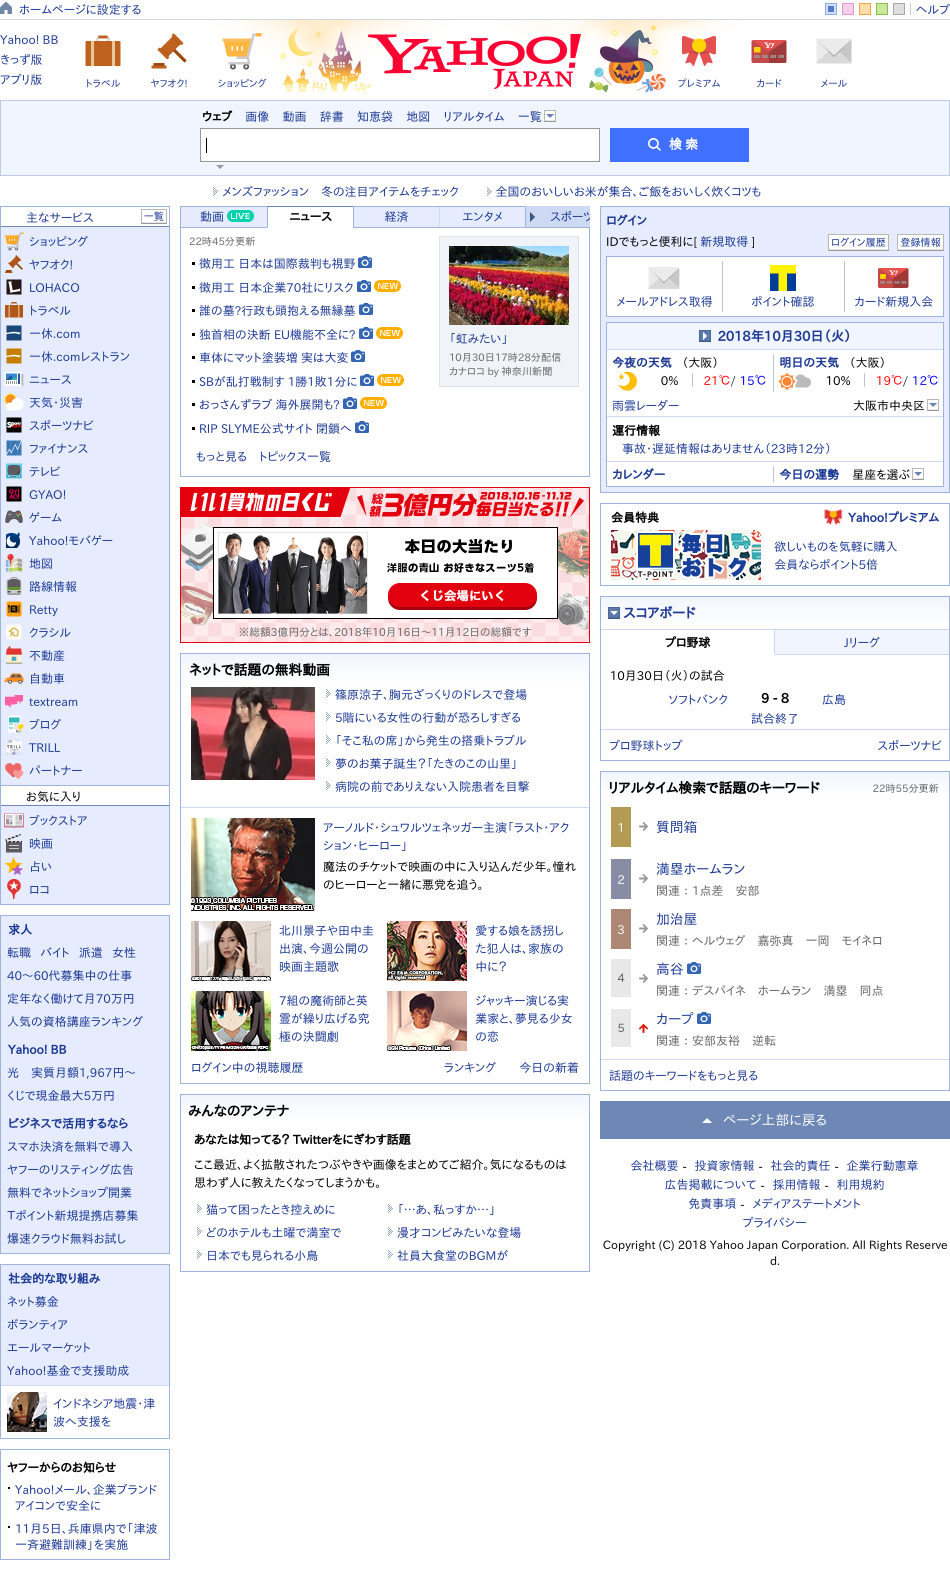 ホームページに設定する
ヘルプ
Yahoo! BB
きっず版
アプリ版
トラベル
ヤフオク!
ショッピング
YAHOO!
JAPAN
プレミアム
カード
メール
ウェブ 画像 動画 辞書 知恵袋 地図 リアルタイム 一覧
検索
メンズファッション 冬の注目アイテムをチェック
全国のおいしいお米が集合、ご飯をおいしく炊くコツも
主なサービス 一覧
ショッピング
ヤフオク!
LOHACO
トラベル
一休.com
一休.comレストラン
ニュース
天気・災害
スポーツナビ
ファイナンス
テレビ
GYAO!
ゲーム
Yahoo!モバゲー
地図
路線情報
Retty
クラシル
不動産
自動車
textream
ブログ
TRILL
パートナー
お気に入り
ブックストア
映画
占い
ロコ
求人
転職 バイト 派遣 女性
40〜60代募集中の仕事
定年なく働けて月70万円
人気の資格講座ランキング
Yahoo! BB
光 実質月額1,967円〜
くじで現金最大5万円
ビジネスで活用するなら
スマホ決済を無料で導入
ヤフーのリスティング広告
無料でネットショップ開業
Tポイント新規提携店募集
爆速クラウド無料お試し
社会的な取り組み
ネット募金
ボランティア
エールマーケット
Yahoo!基金で支援助成
インドネシア地震・津
波へ支援を
ヤフーからのお知らせ
Yahoo!メール、企業ブランド
アイコンで安全に
11月5日、兵庫県内で「津波
一斉避難訓練」を実施
動画 LIVE ニュース 経済 エンタメ スポーツ
22時45分更新
徴用工 日本は国際裁判も視野
徴用工 日本企業70社にリスク NEW
誰の墓?行政も頭抱える無縁墓
独首相の決断 EU機能不全に? NEW
車体にマット塗装増 実は大変
SBが乱打戦制す 1勝1敗1分に NEW
おっさんずラブ 海外展開も? NEW
RIP SLYME公式サイト 閉鎖へ
もっと見る トピックス一覧
「虹みたい」
10月30日17時28分配信
カナロコ by 神奈川新聞
いい買物の日くじ
総額3億円分 2018.10.16-11.12 毎日当たる!!
本日の大当たり
洋服の青山 お好きなスーツ5着
くじ会場にいく
※総額3億円分とは、2018年10月16日〜11月12日の総額です
ネットで話題の無料動画
篠原涼子、胸元ざっくりのドレスで登場
5階にいる女性の行動が恐ろしすぎる
「そこ私の席」から発生の搭乗トラブル
夢のお菓子誕生?「たきのこの山里」
病院の前でありえない入院患者を目撃
©1993 COLUMBIA PICTURES
INDUSTRIES, INC. ALL RIGHTS RESERVED.
アーノルド・シュワルツェネッガー主演「ラスト・アク
ション・ヒーロー」
魔法のチケットで映画の中に入り込んだ少年。憧れ
のヒーローと一緒に悪党を追う。
北川景子や田中圭
出演、今週公開の
映画主題歌
愛する娘を誘拐し
た犯人は、家族の
中に?
7組の魔術師と英
霊が繰り広げる究
極の決闘劇
ジャッキー演じる実
業家と、夢見る少女
の恋
ログイン中の視聴履歴 ランキング 今日の新着
みんなのアンテナ
あなたは知ってる? Twitterをにぎわす話題
ここ最近、よく拡散されたつぶやきや画像をまとめてご紹介。気になるものは
思わず人に教えたくなってしまうかも。
猫って困ったとき控えめに 「…あ、私っすか…」
どのホテルも土曜で満室で 漫才コンビみたいな登場
日本でも見られる小鳥 社員大食堂のBGMが
ログイン
IDでもっと便利に[ 新規取得 ] ログイン履歴 登録情報
メールアドレス取得 ポイント確認 カード新規入会
2018年10月30日(火)
今夜の天気 (大阪) 明日の天気 (大阪)
0% 21℃/ 15℃ 10% 19℃/ 12℃
雨雲レーダー 大阪市中央区
運行情報
事故・遅延情報はありません(23時12分)
カレンダー 今日の運勢 星座を選ぶ
会員特典 Yahoo!プレミアム
T-POINT 毎日おトク
欲しいものを気軽に購入
会員ならポイント5倍
スコアボード
プロ野球 Jリーグ
10月30日(火)の試合
ソフトバンク 9 - 8 広島
試合終了
プロ野球トップ スポーツナビ
リアルタイム検索で話題のキーワード 22時55分更新
1 質問箱
2 満塁ホームラン
関連：1点差 安部
3 加治屋
関連：ヘルウェグ 嘉弥真 一岡 モイネロ
4 高谷
関連：デスパイネ ホームラン 満塁 同点
5 カープ
関連：安部友裕 逆転
話題のキーワードをもっと見る
ページ上部に戻る
会社概要 - 投資家情報 - 社会的責任 - 企業行動憲章
広告掲載について - 採用情報 - 利用規約
免責事項 - メディアステートメント
プライバシー
Copyright (C) 2018 Yahoo Japan Corporation. All Rights Reserve
d.